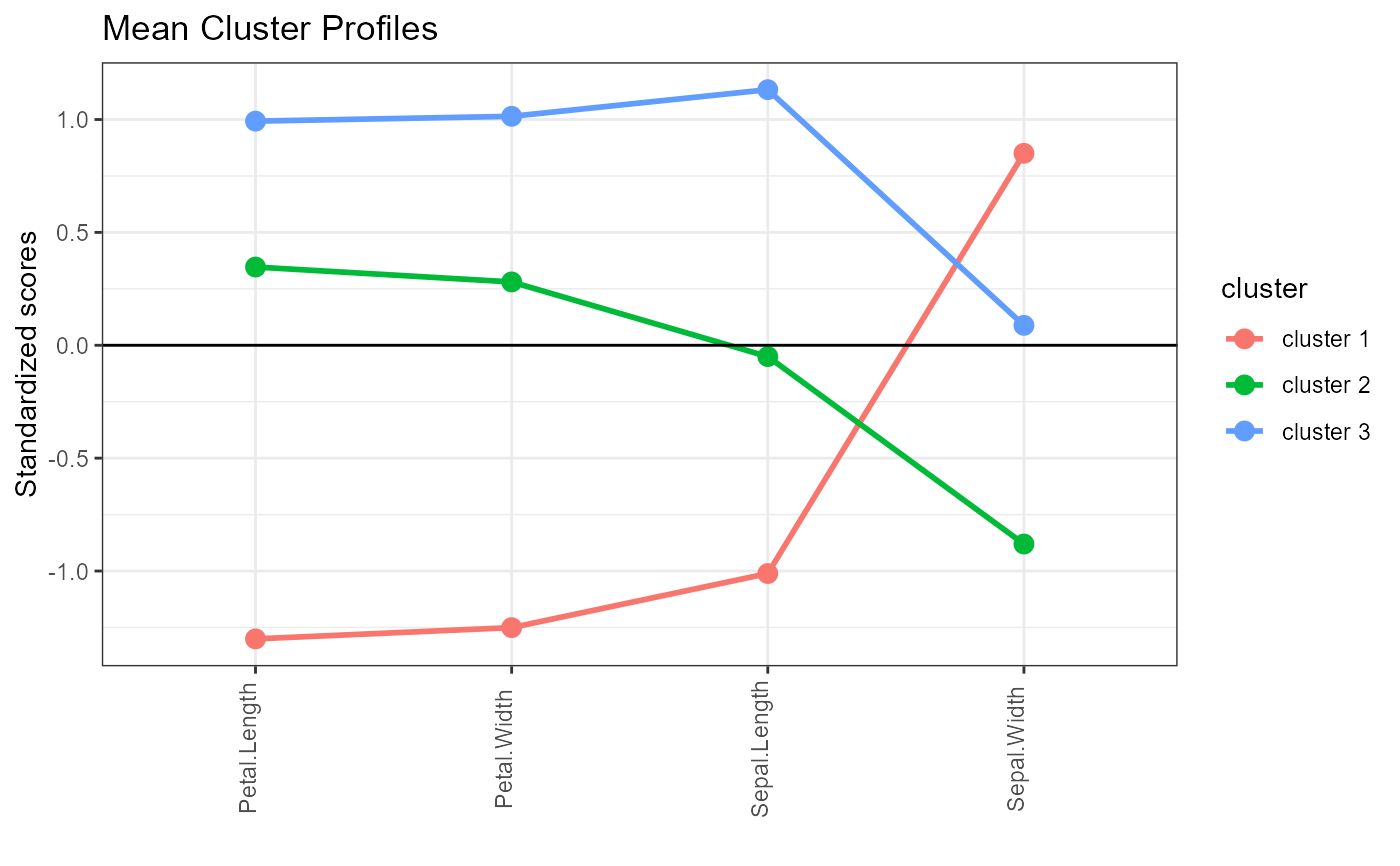 Mean Cluster Profiles
Standardized scores
1.0
0.5
0.0
-0.5
-1.0
Petal.Length
Petal.Width
Sepal.Length
Sepal.Width
cluster
cluster 1
cluster 2
cluster 3